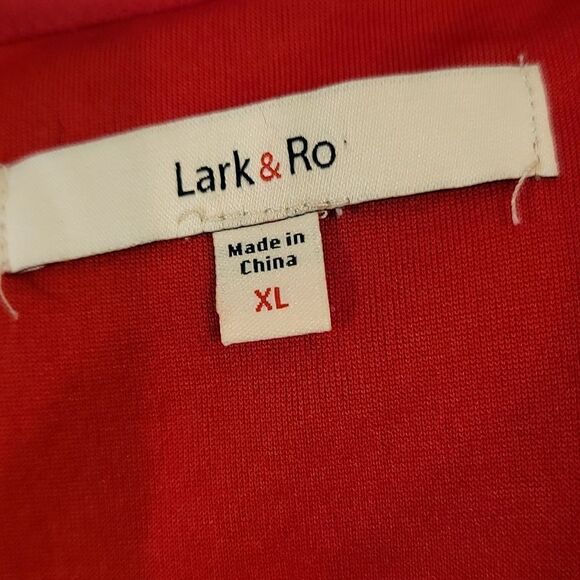 Lark & Ro
Made in
China
XL